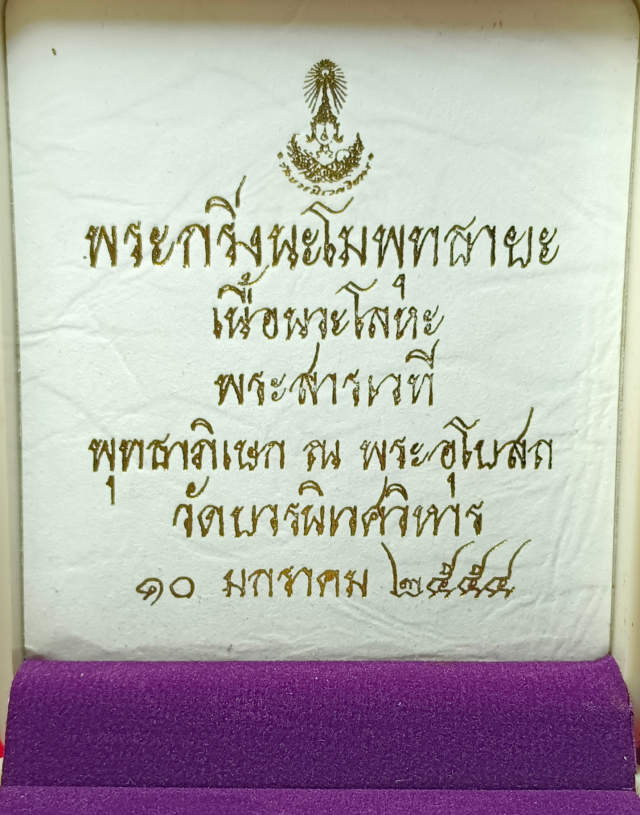 พระกริ่งนะโมพุทธายะ
เนื้อนวะโลหะ
พระสารเวที
พุทธาภิเษก ณ พระอุโบสถ
วัดบวรนิเวศวิหาร
๑๐ มกราคม ๒๕๕๔